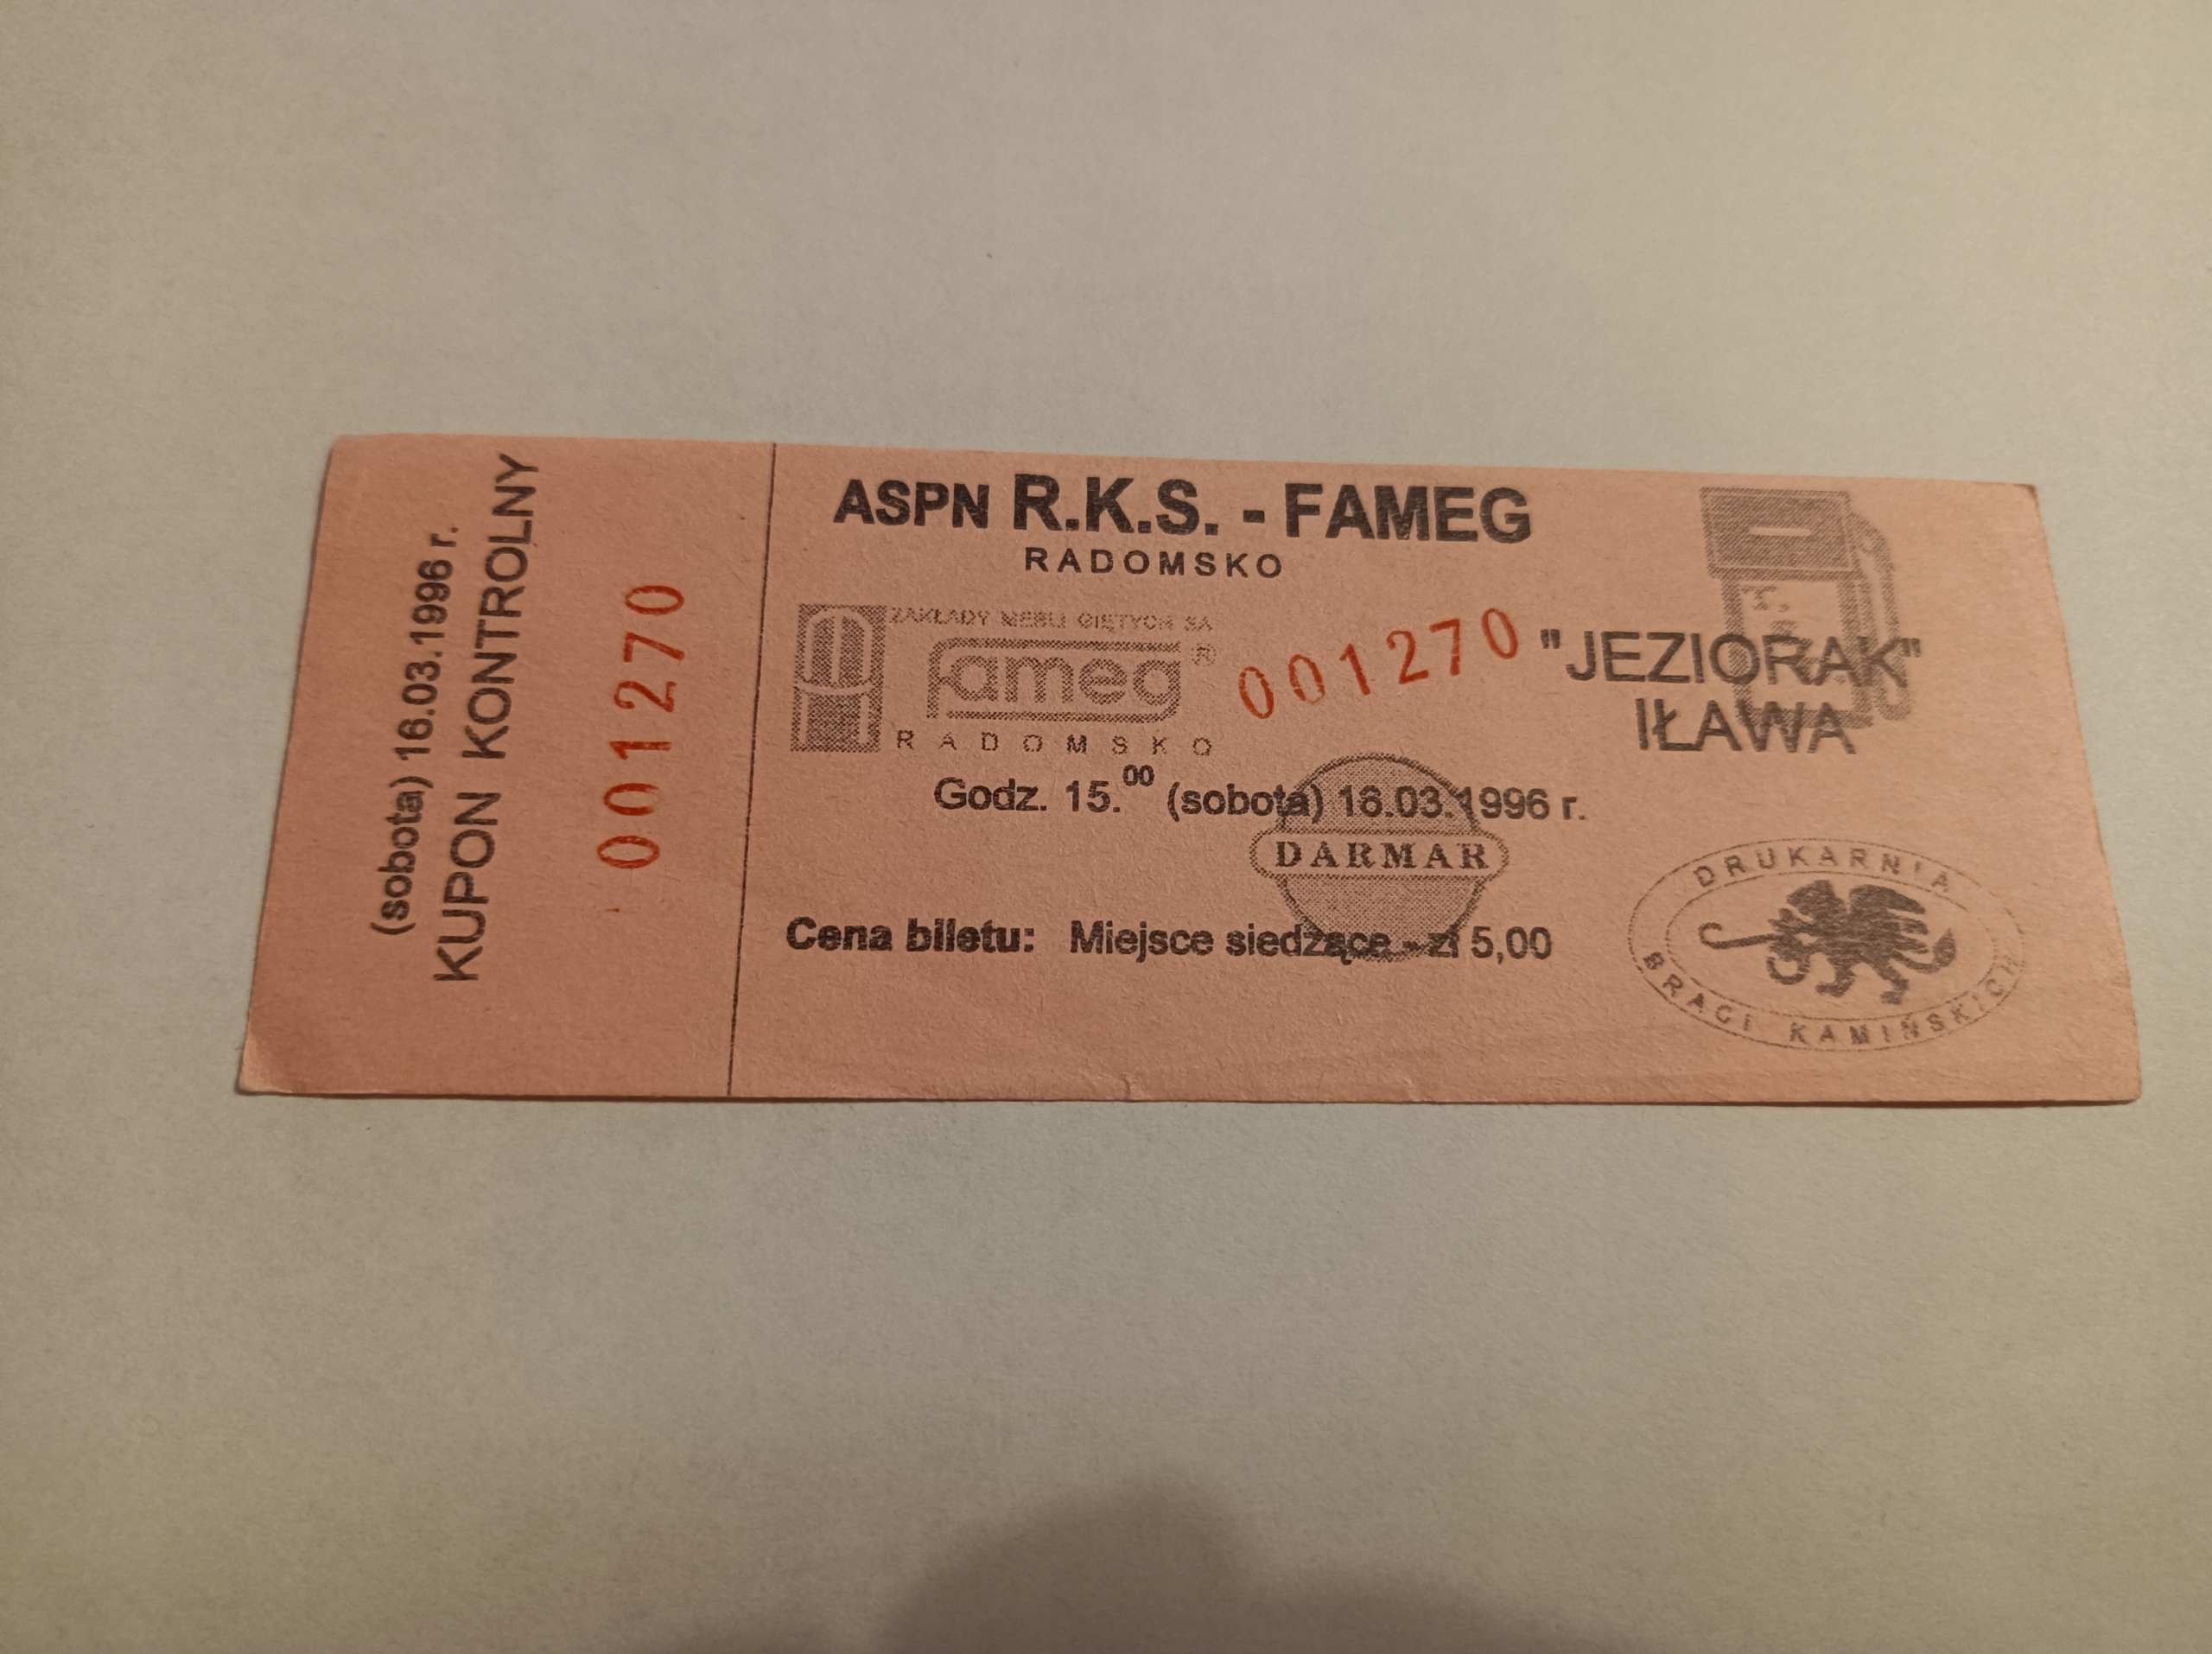 (sobota) 16.03.1996 r.
KUPON KONTROLNY
001270
ASPN R.K.S. - FAMEG
RADOMSKO
ZAKŁADY MEBLI GIĘTYCH SA
fameg®
RADOMSKO
001270
"JEZIORAK"
IŁAWA
Godz. 15.⁰⁰ (sobota) 16.03.1996 r.
DARMAR
Cena biletu: Miejsce siedzące - zł 5,00
DRUKARNIA
BRACI KAMIŃSKICH